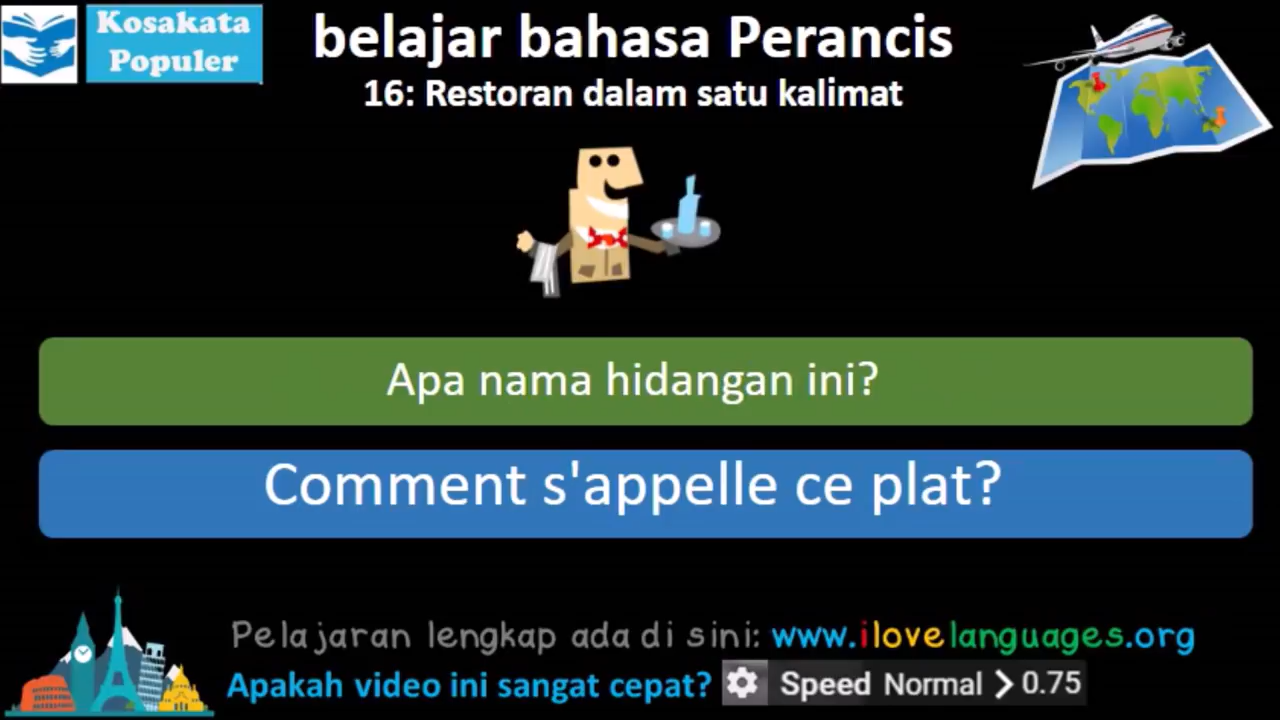 Kosakata
Populer
belajar bahasa Perancis
16: Restoran dalam satu kalimat
Apa nama hidangan ini?
Comment s'appelle ce plat?
Pelajaran lengkap ada di sini: www.ilovelanguages.org
Apakah video ini sangat cepat? Speed Normal > 0.75